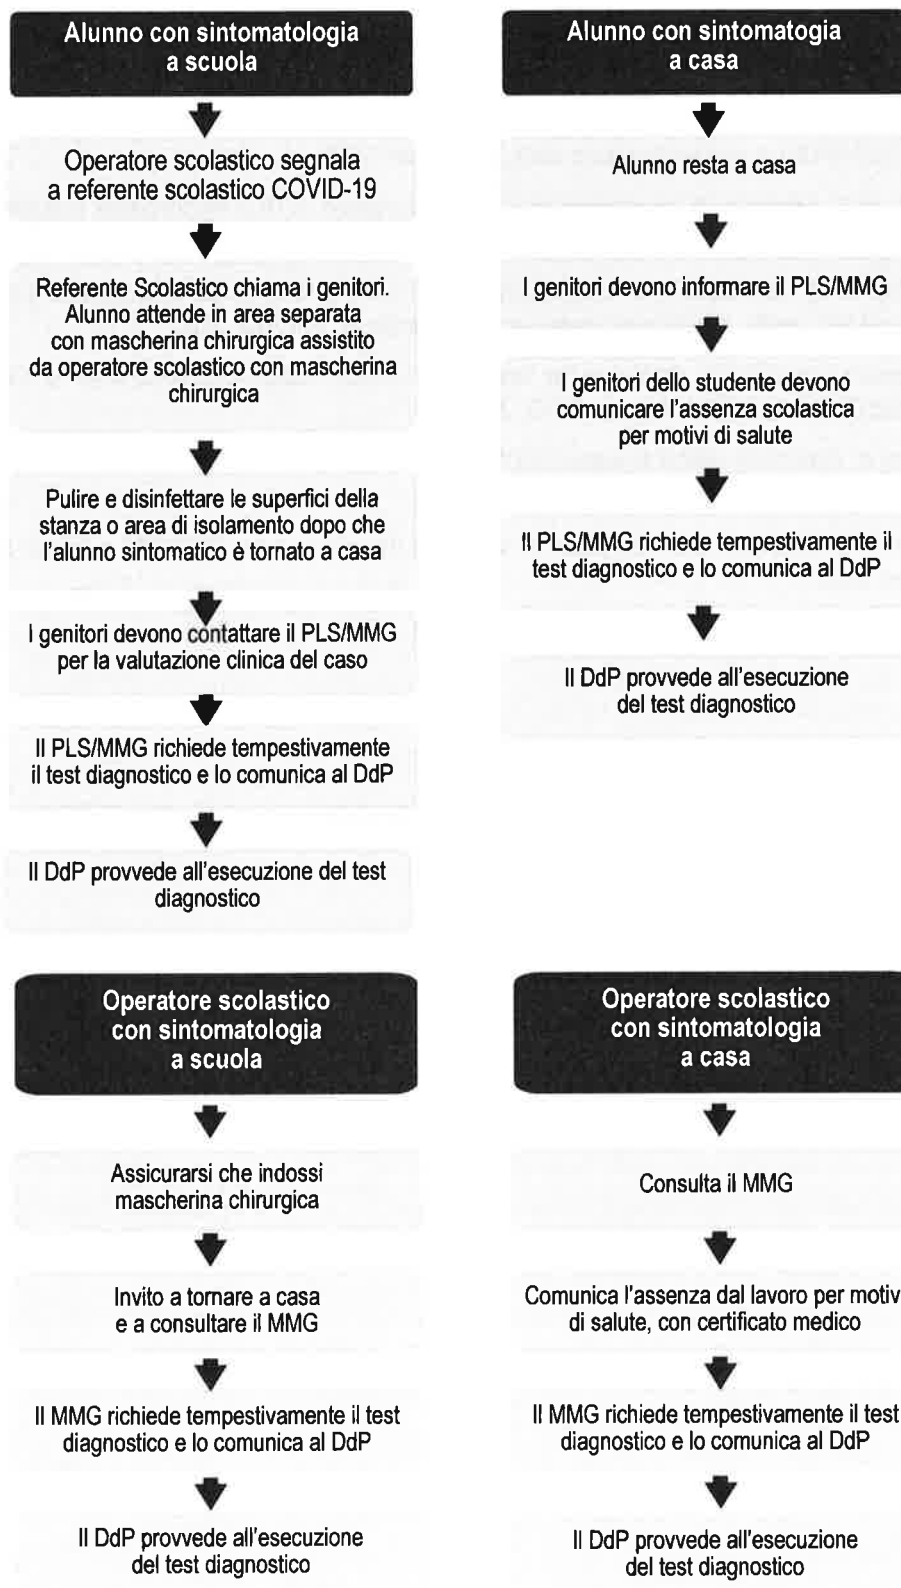 Alunno con sintomatologia
a scuola
Operatore scolastico segnala
a referente scolastico COVID-19
Referente Scolastico chiama i genitori.
Alunno attende in area separata
con mascherina chirurgica assistito
da operatore scolastico con mascherina
chirurgica
Pulire e disinfettare le superfici della
stanza o area di isolamento dopo che
l'alunno sintomatico è tornato a casa
I genitori devono contattare il PLS/MMG
per la valutazione clinica del caso
Il PLS/MMG richiede tempestivamente
il test diagnostico e lo comunica al DdP
Il DdP provvede all'esecuzione del test
diagnostico
Alunno con sintomatogia
a casa
Alunno resta a casa
I genitori devono informare il PLS/MMG
I genitori dello studente devono
comunicare l'assenza scolastica
per motivi di salute
Il PLS/MMG richiede tempestivamente il
test diagnostico e lo comunica al DdP
Il DdP provvede all'esecuzione
del test diagnostico
Operatore scolastico
con sintomatologia
a scuola
Assicurarsi che indossi
mascherina chirurgica
Invito a tornare a casa
e a consultare il MMG
Il MMG richiede tempestivamente il test
diagnostico e lo comunica al DdP
Il DdP provvede all'esecuzione
del test diagnostico
Operatore scolastico
con sintomatologia
a casa
Consulta il MMG
Comunica l'assenza dal lavoro per motiv
di salute, con certificato medico
Il MMG richiede tempestivamente il test
diagnostico e lo comunica al DdP
Il DdP provvede all'esecuzione
del test diagnostico